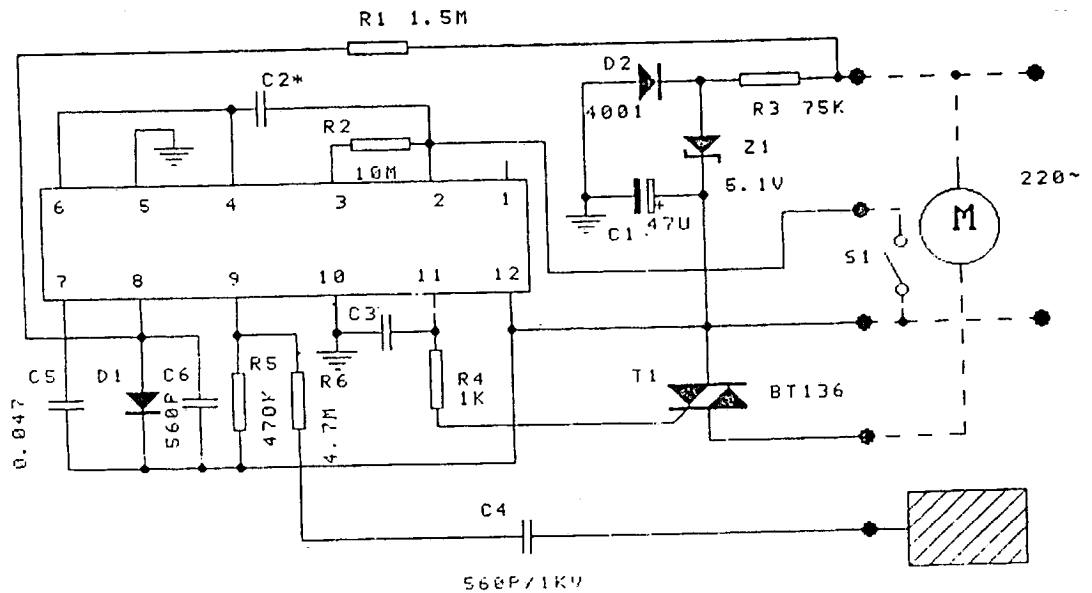 R1 1.5M
C2*
D2
4001
R3 75K
R2
10M
Z1
5.1V
6 5 4 3 2 1
+
C1 47U
220~
M
S1
7 8 9 10 11 12
C3
C5
0.047
D1
C6
560P
R5
470K
R6
4.7M
R4
1K
T1
BT136
C4
560P/1KV